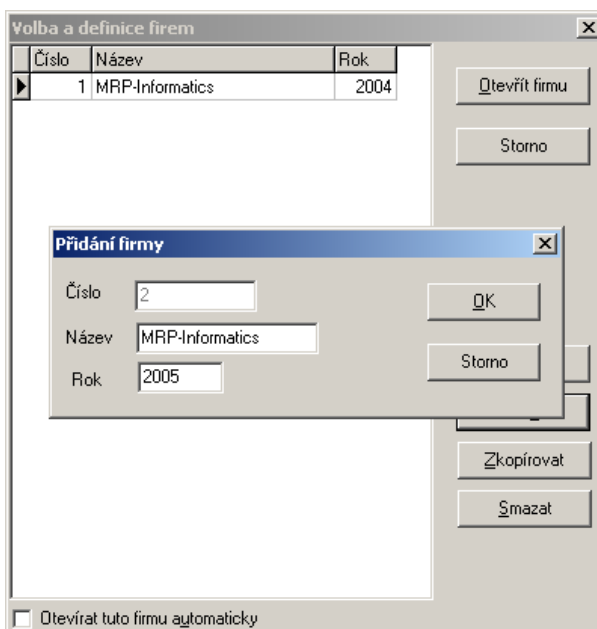 Volba a definice firem
Číslo Název Rok
1 MRP-Informatics 2004
Otevřít firmu
Storno
Přidání firmy
Číslo 2
OK
Název MRP-Informatics
Storno
Rok 2005
Zkopírovat
Smazat
Otevírat tuto firmu automaticky